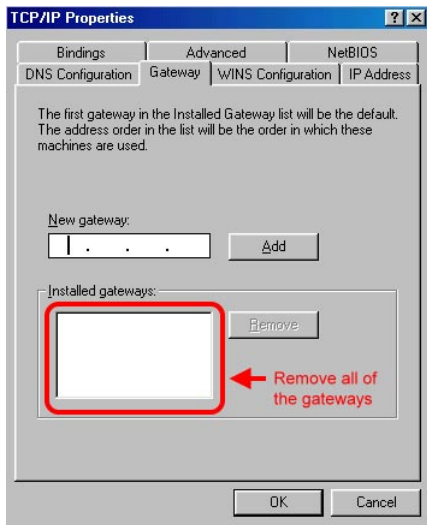 TCP/IP Properties
Bindings Advanced NetBIOS
DNS Configuration Gateway WINS Configuration IP Address
The first gateway in the Installed Gateway list will be the default.
The address order in the list will be the order in which these
machines are used.
New gateway:
. . . Add
Installed gateways:
Remove
Remove all of
the gateways
OK Cancel